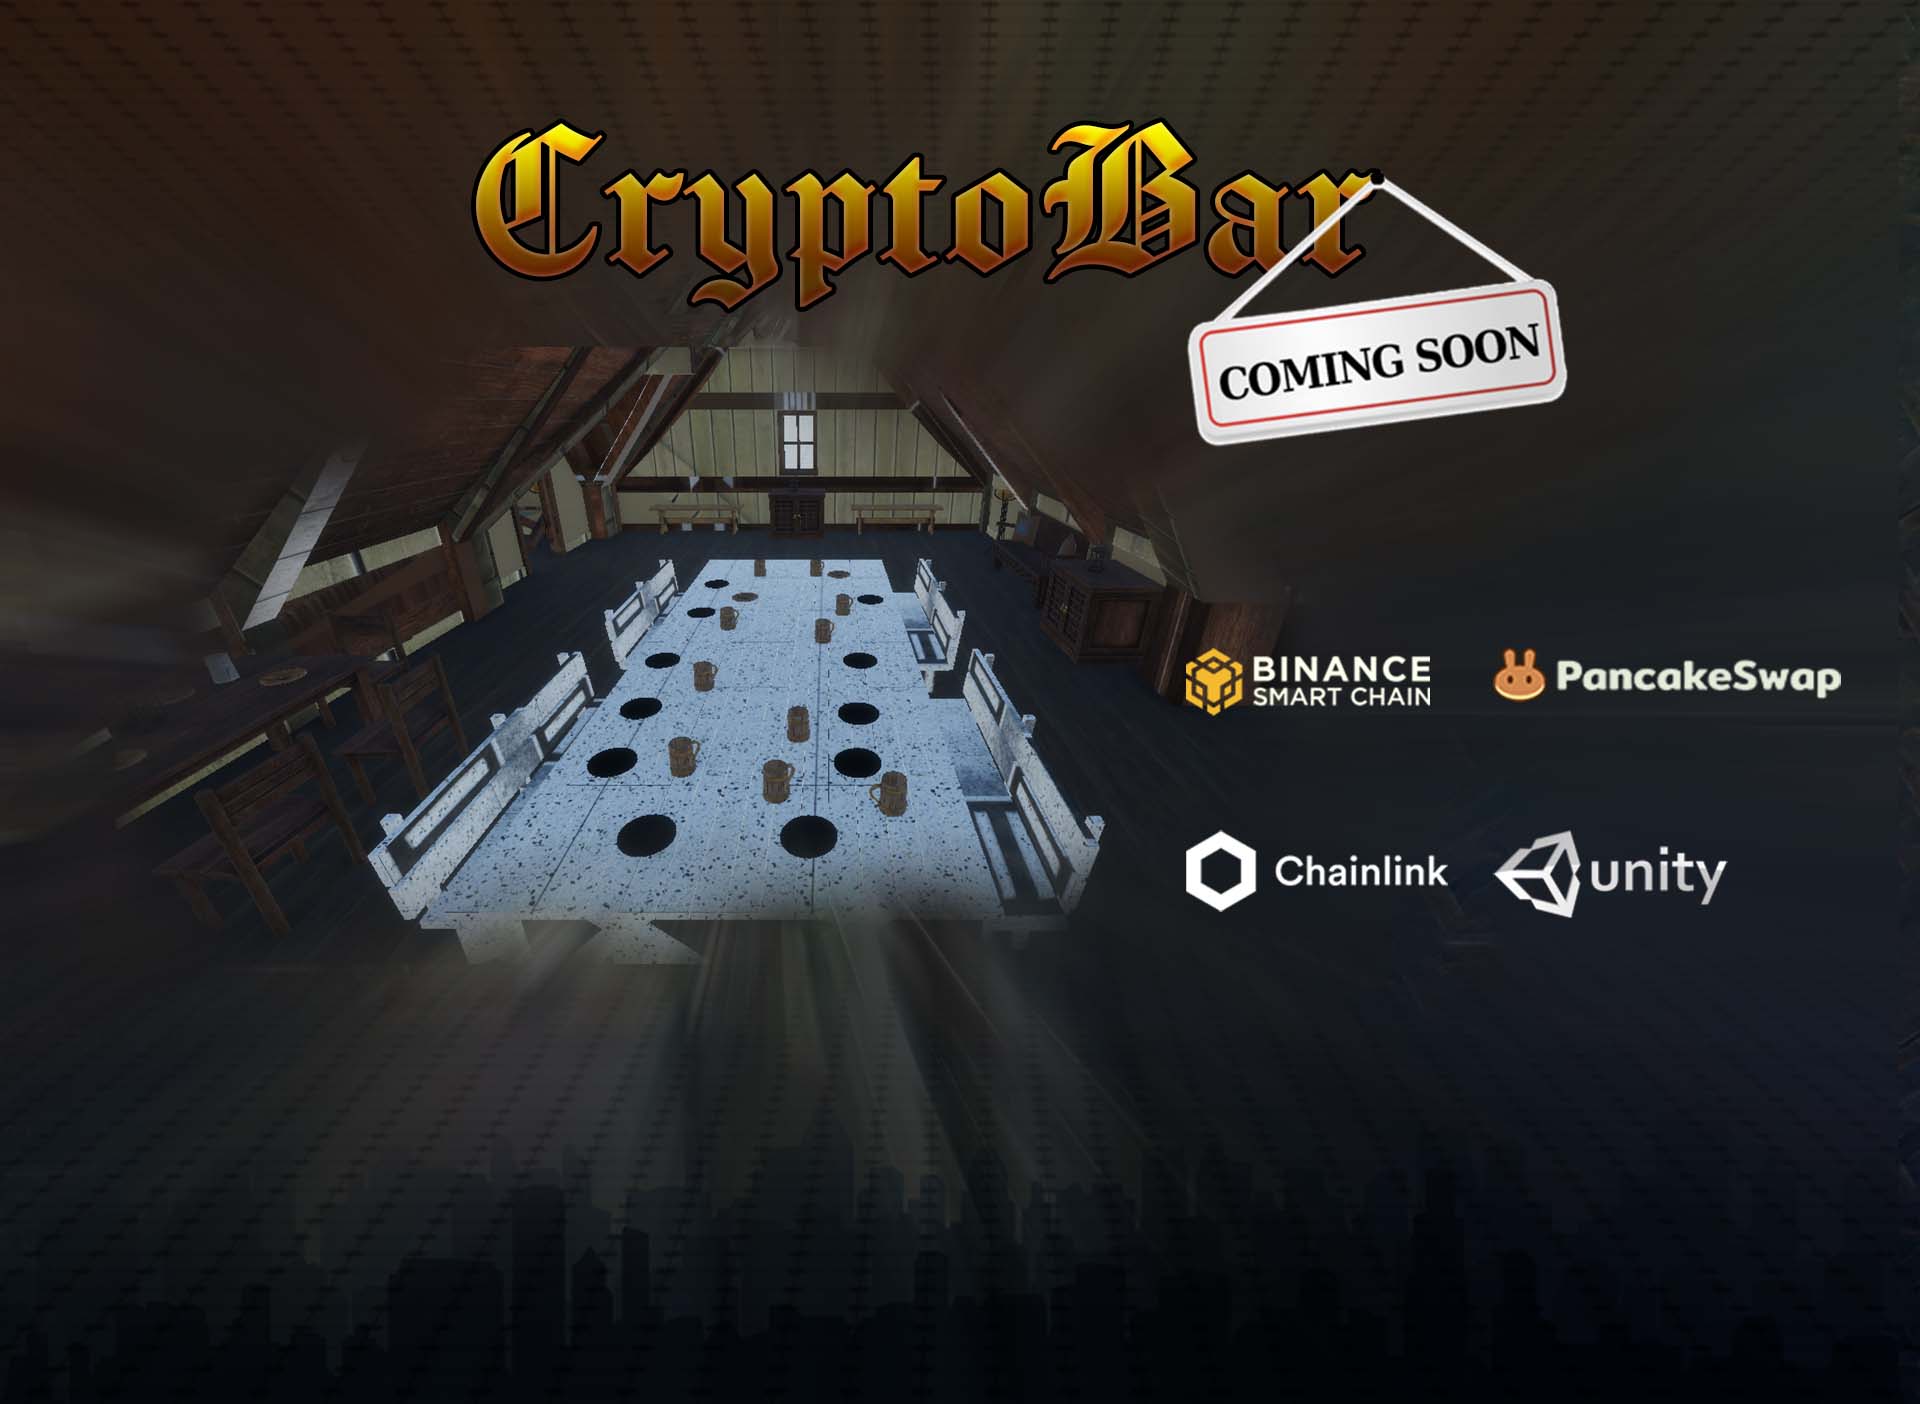 CryptoBar
COMING SOON
BINANCE
SMART CHAIN
PancakeSwap
Chainlink
unity